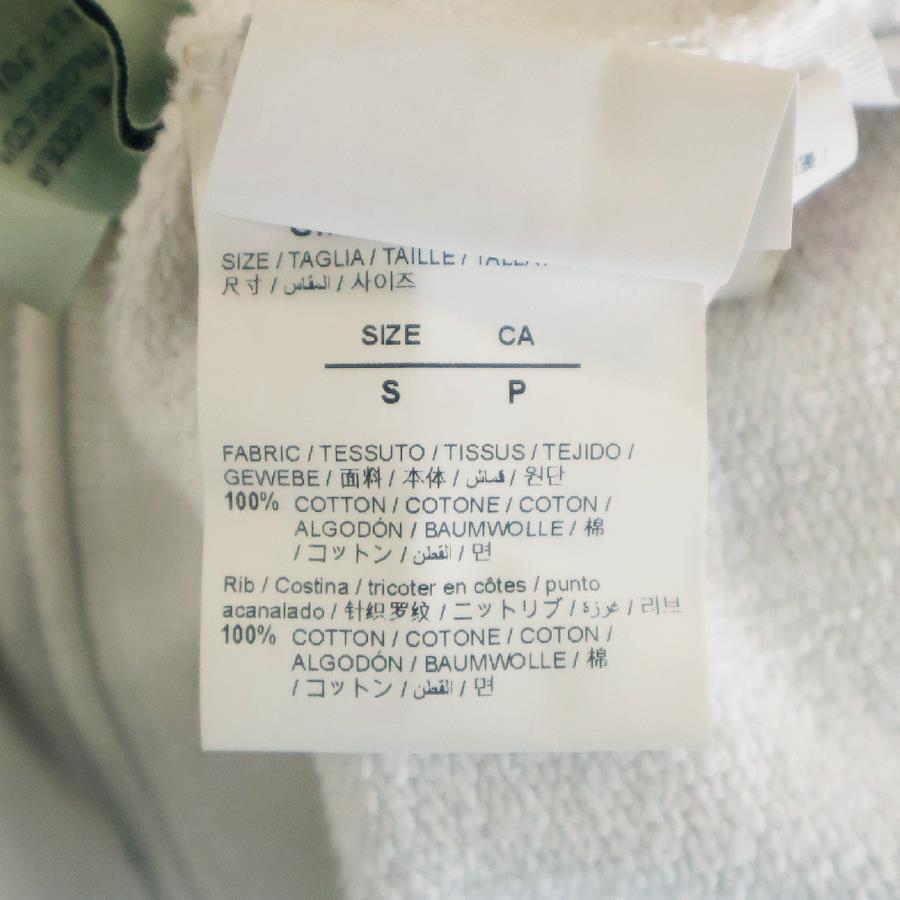 SIZE / TAGLIA / TAILLE /
尺寸 / المقاس / 사이즈
SIZE CA
S P
FABRIC / TESSUTO / TISSUS / TEJIDO /
GEWEBE / 面料 / 本体 / قماش / 원단
100% COTTON / COTONE / COTON /
ALGODÓN / BAUMWOLLE / 棉
/ コットン / القطن / 면
Rib / Costina / tricoter en côtes / punto
acanalado / 针织罗纹 / ニットリブ / غرزة / 리브
100% COTTON / COTONE / COTON /
ALGODÓN / BAUMWOLLE / 棉
/ コットン / القطن / 면